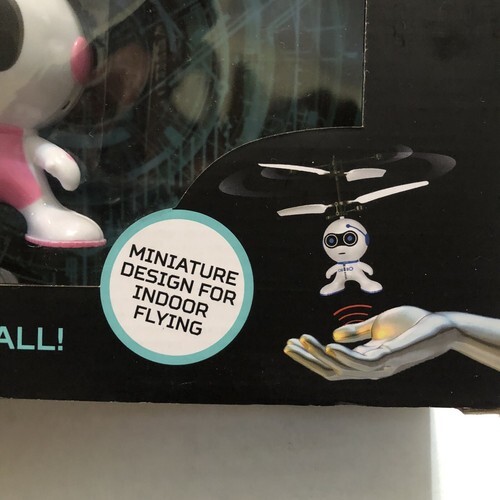 MINIATURE
DESIGN FOR
INDOOR
FLYING
ALL!